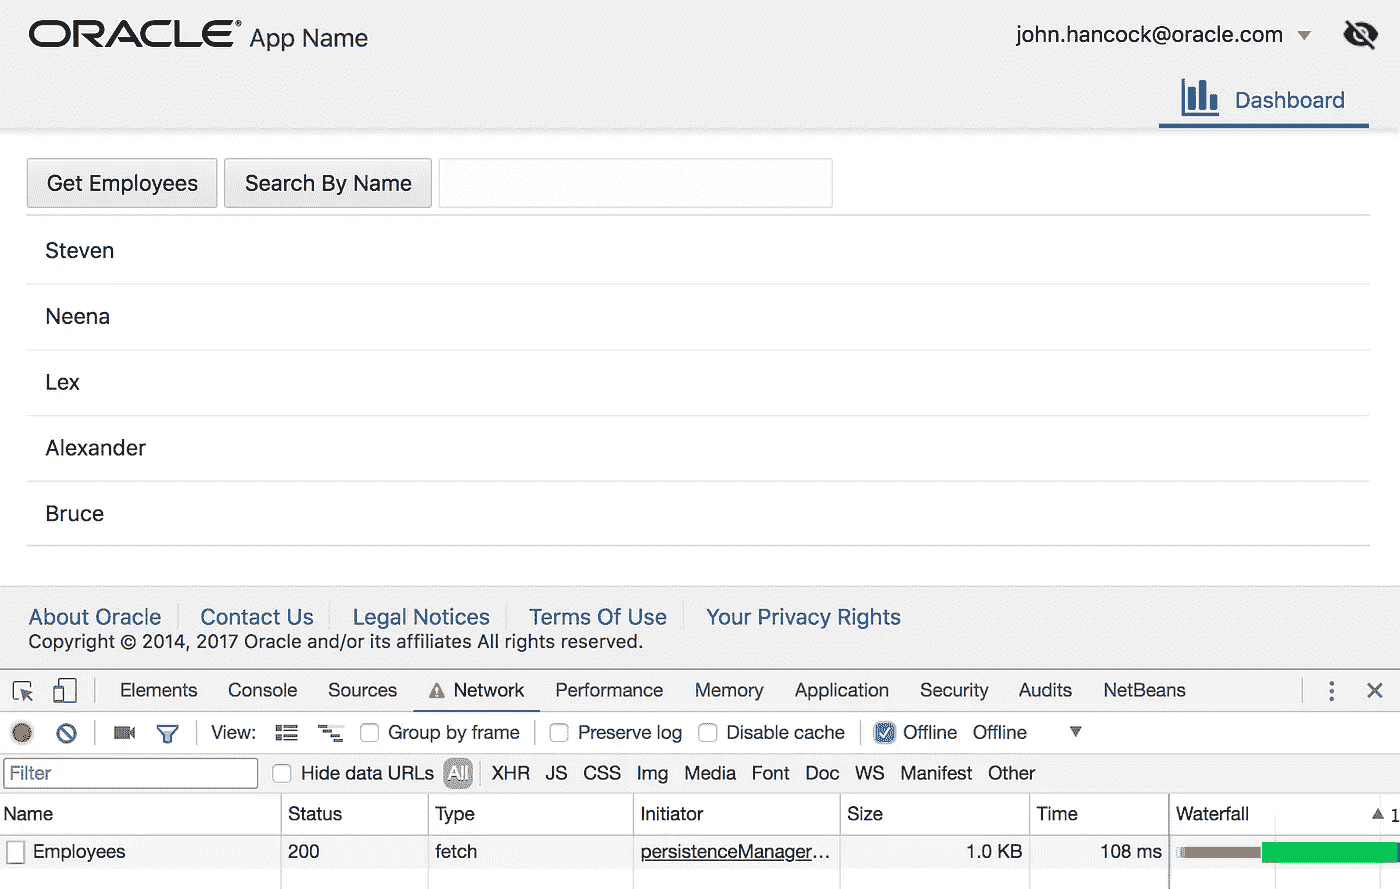 ORACLE® App Name
john.hancock@oracle.com
Dashboard
Get Employees Search By Name
Steven
Neena
Lex
Alexander
Bruce
About Oracle Contact Us Legal Notices Terms Of Use Your Privacy Rights
Copyright © 2014, 2017 Oracle and/or its affiliates All rights reserved.
Elements Console Sources Network Performance Memory Application Security Audits NetBeans
View: Group by frame Preserve log Disable cache Offline Offline
Filter Hide data URLs All XHR JS CSS Img Media Font Doc WS Manifest Other
Name Status Type Initiator Size Time Waterfall 1
Employees 200 fetch persistenceManager... 1.0 KB 108 ms